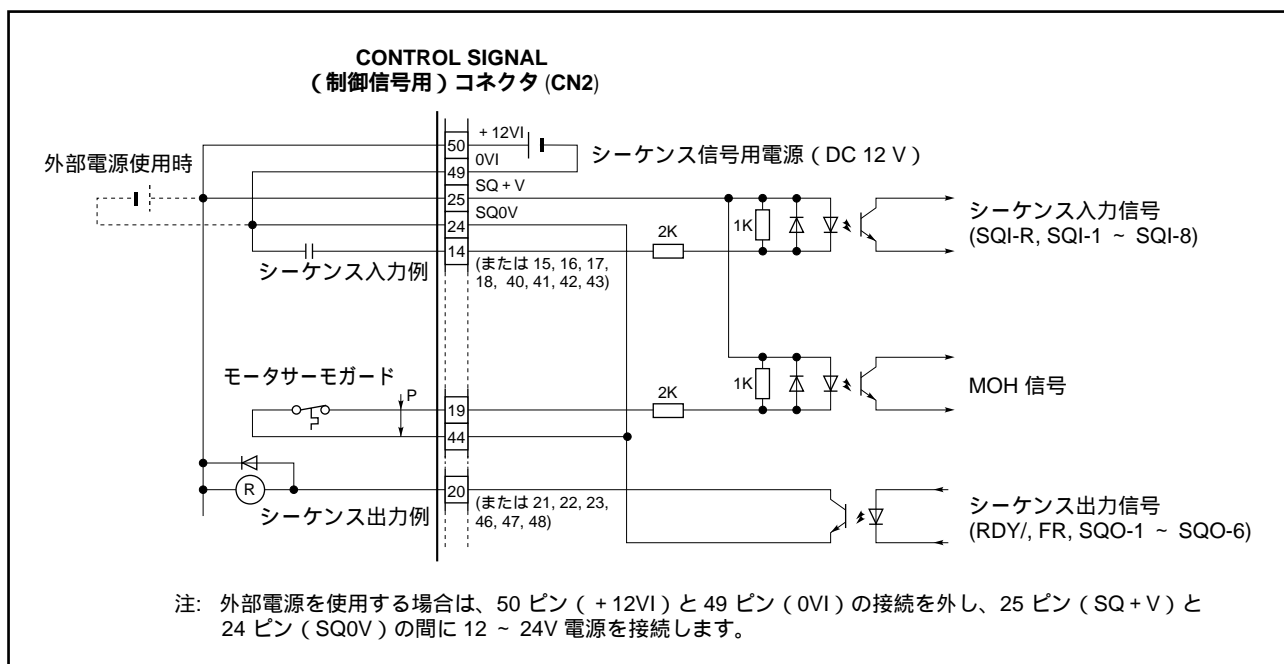 CONTROL SIGNAL
（制御信号用）コネクタ (CN2)
外部電源使用時
50
+12VI
シーケンス信号用電源（DC 12 V）
0VI
49
SQ+V
25
SQ0V
24
14
シーケンス入力例
(または 15, 16, 17,
18, 40, 41, 42, 43)
2K
1K
シーケンス入力信号
(SQI-R, SQI-1 ~ SQI-8)
モータサーモガード
P
19
44
2K
1K
MOH 信号
R
20
シーケンス出力例
(または 21, 22, 23,
46, 47, 48)
シーケンス出力信号
(RDY/, FR, SQO-1 ~ SQO-6)
注: 外部電源を使用する場合は、50 ピン（+12VI）と 49 ピン（0VI）の接続を外し、25 ピン（SQ+V）と
24 ピン（SQ0V）の間に 12 ~ 24V 電源を接続します。